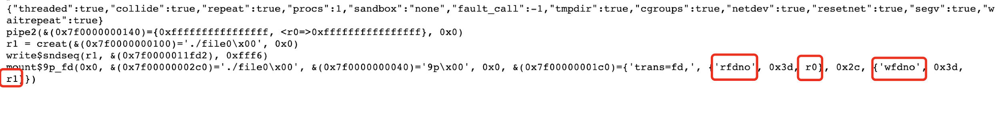 {"threaded":true,"collide":true,"repeat":true,"procs":1,"sandbox":"none","fault_call":-1,"tmpdir":true,"cgroups":true,"netdev":true,"resetnet":true,"segv":true,"w
aitrepeat":true}
pipe2(&(0x7f0000000140)={0xffffffffffffffff, <r0=>0xffffffffffffffff}, 0x0)
r1 = creat(&(0x7f0000000100)='./file0\x00', 0x0)
write$sndseq(r1, &(0x7f0000011fd2), 0xfff6)
mount$9p_fd(0x0, &(0x7f00000002c0)='./file0\x00', &(0x7f0000000040)='9p\x00', 0x0, &(0x7f00000001c0)={'trans=fd,', {'rfdno', 0x3d, r0}, 0x2c, {'wfdno', 0x3d,
r1}})